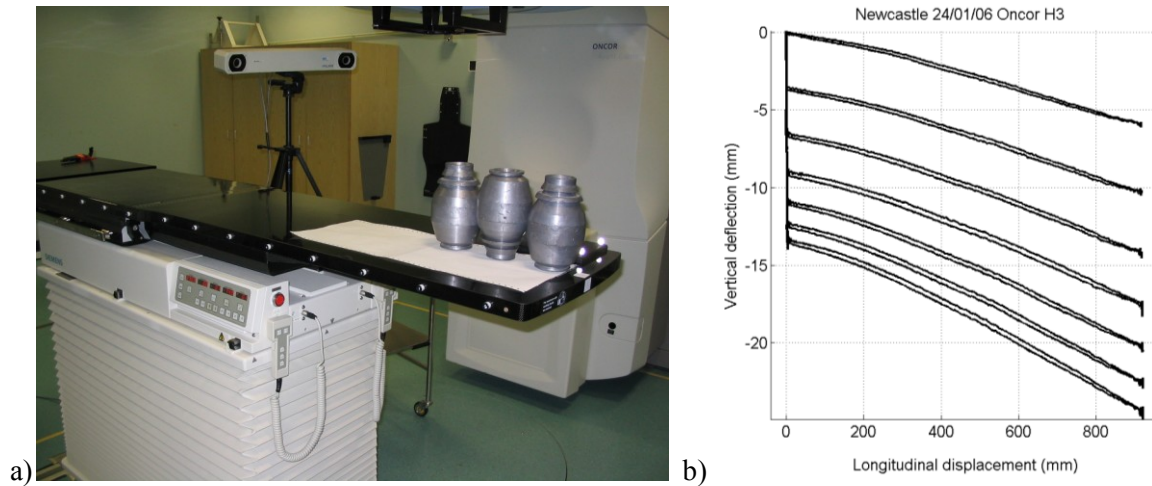 ONCOR
SIEMENS
a)
b)
Newcastle 24/01/06 Oncor H3
Vertical deflection (mm)
0
-5
-10
-15
-20
0 200 400 600 800
Longitudinal displacement (mm)